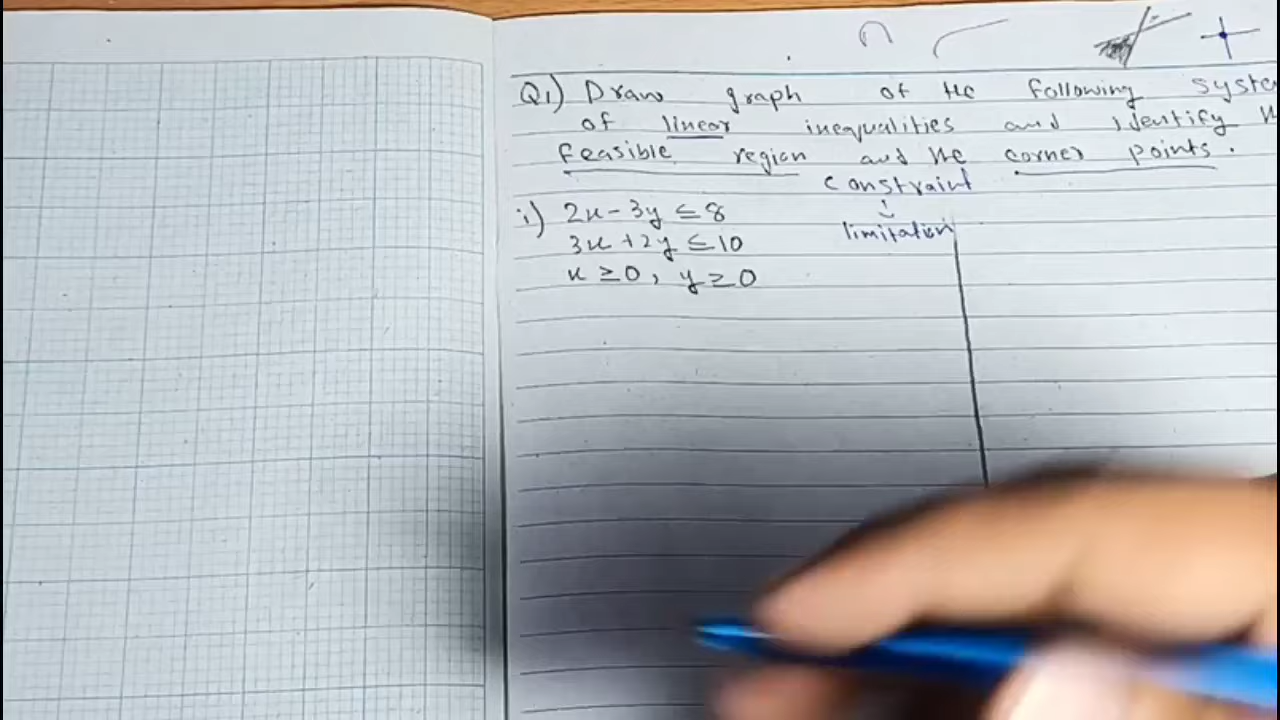 Q1) Draw graph of the following syste
of linear inequalities and identify
feasible region and the corner points.
constraint
limitation
i) 2x - 3y ≤ 8
3x + 2y ≤ 10
x ≥ 0, y ≥ 0